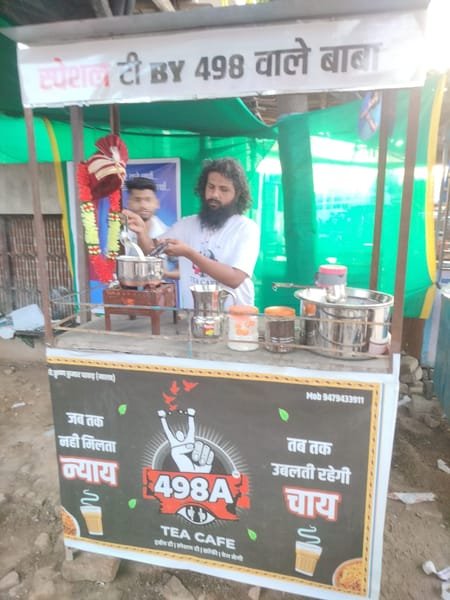 स्पेशल टी BY 498 वाले बाबा
Mob 9479433911
जब तक
नही मिलता
न्याय
तब तक
उबलती रहेगी
चाय
498A
TEA CAFE